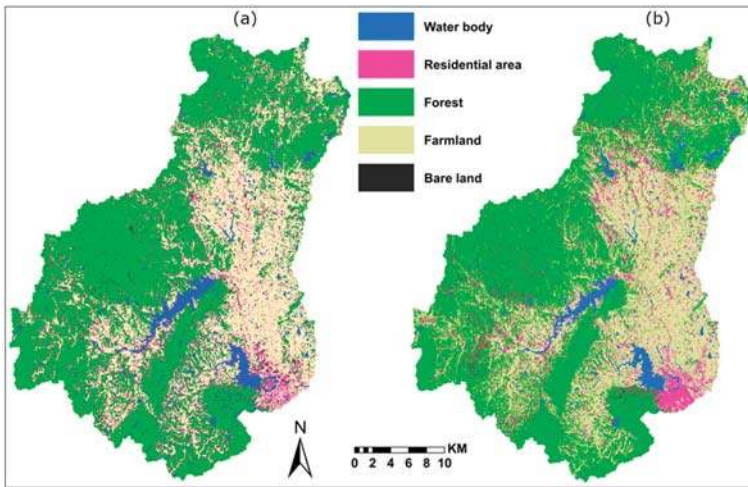 (a)
(b)
Water body
Residential area
Forest
Farmland
Bare land
N
KM
0 2 4 6 8 10